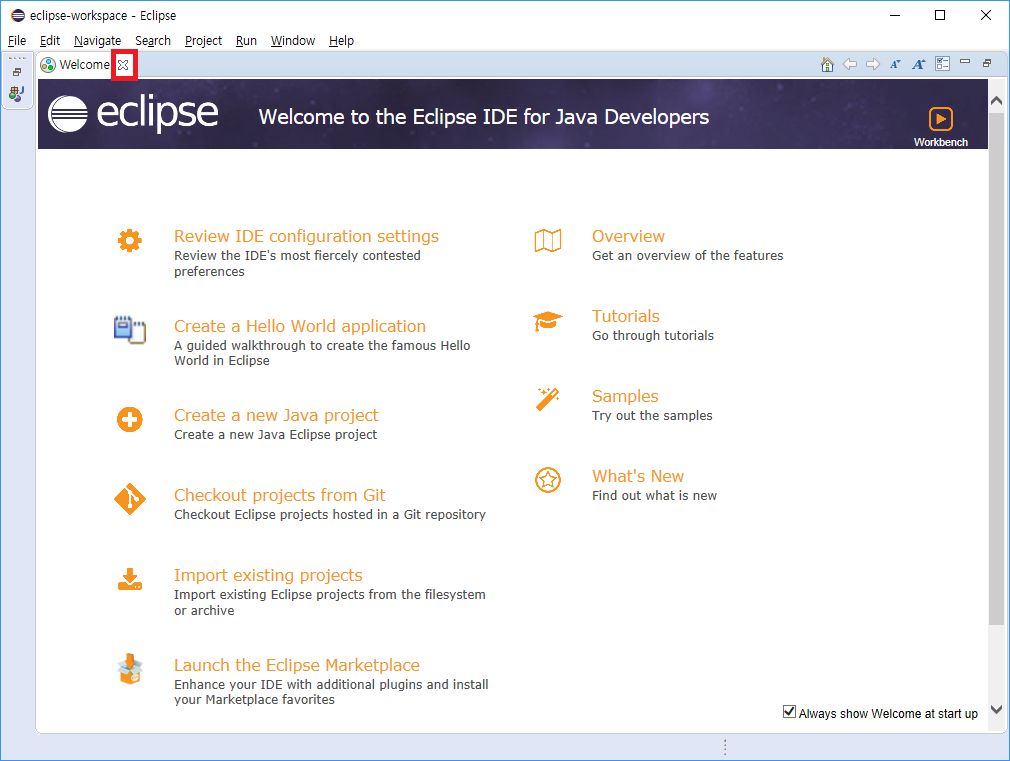 eclipse-workspace - Eclipse
File Edit Navigate Search Project Run Window Help
Welcome
eclipse
Welcome to the Eclipse IDE for Java Developers
Workbench
Review IDE configuration settings
Review the IDE's most fiercely contested
preferences
Create a Hello World application
A guided walkthrough to create the famous Hello
World in Eclipse
Create a new Java project
Create a new Java Eclipse project
Checkout projects from Git
Checkout Eclipse projects hosted in a Git repository
Import existing projects
Import existing Eclipse projects from the filesystem
or archive
Launch the Eclipse Marketplace
Enhance your IDE with additional plugins and install
your Marketplace favorites
Overview
Get an overview of the features
Tutorials
Go through tutorials
Samples
Try out the samples
What's New
Find out what is new
Always show Welcome at start up